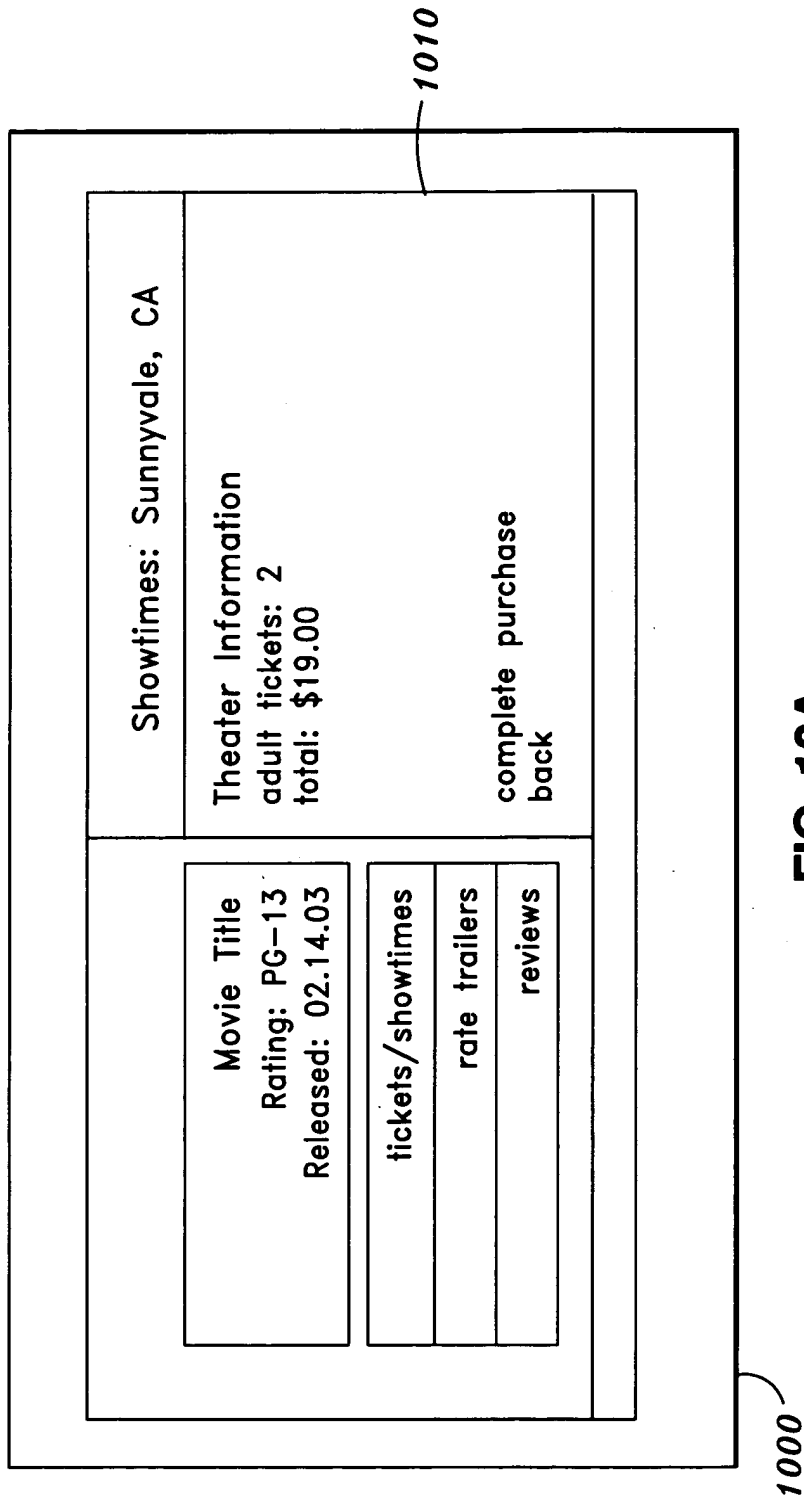 Showtimes: Sunnyvale, CA
Movie Title
Rating: PG-13
Released: 02.14.03
tickets/showtimes
rate trailers
reviews
Theater Information
adult tickets: 2
total: $19.00
complete purchase
back
1010
1000